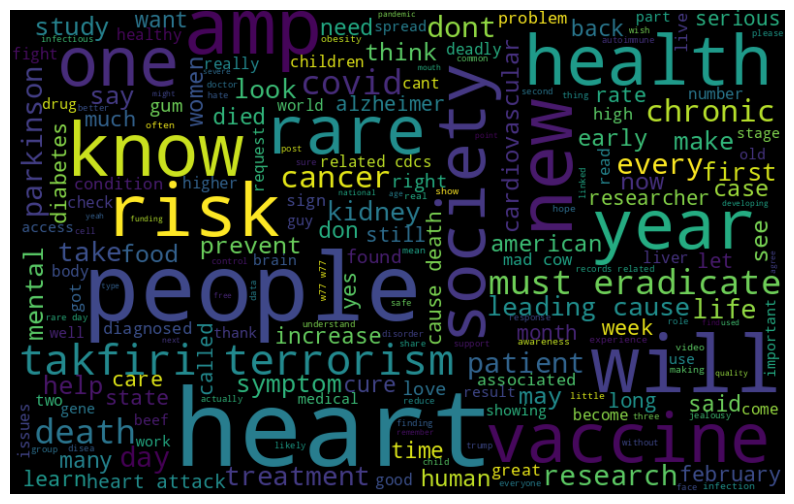 pandemic
infectious
obesity
fight
healthy
study
want
drug
really
amp
spread
need
children
dont
think
problem
deadly
part
back
serious
autoimmune
wish
please
live
one
say
women
covid
look
cant
health
common
severe
doctor
hate
better
might
much
gum
died
world
alzheimer
mouth
second
thing
number
rate
high
chronic
parkinson
diabetes
often
know
rare
request
post
sure
related cdcs
cancer
right
society
cardiovascular
new
early
make
stage
old
read
every
first
national
age
real
point
show
condition
higher
sign
check
risk
guy
kidney
researcher
now
case
linked
developing
yeah
cell
funding
access
don
still
prevent
mean
hope
year
see
american
mental
take
food
found
yes
w77 w77
cause death
mad cow
liver
let
records related
agree
body
brain
got
people
control
type
free
data
safe
must eradicate
rare day
well
diagnosed
thank
next
increase
understand
disorder
share
leading cause
life
month
week
response
role
used
important
called
takfiri terrorism
support
awareness
experience
video
use
making
patient
will
help
care
symptom
cure
love
associated
two
state
gene
actually
medical
reduce
result
showing
may
long
become
little
quality
three
said
come
jealousy
issues
death
beef
work
heart
finding
remember
likely
trump
without
vaccine
group
many
day
time
learn
heart attack
treatment
good
child
everyone
human
great
research
face
infection
february